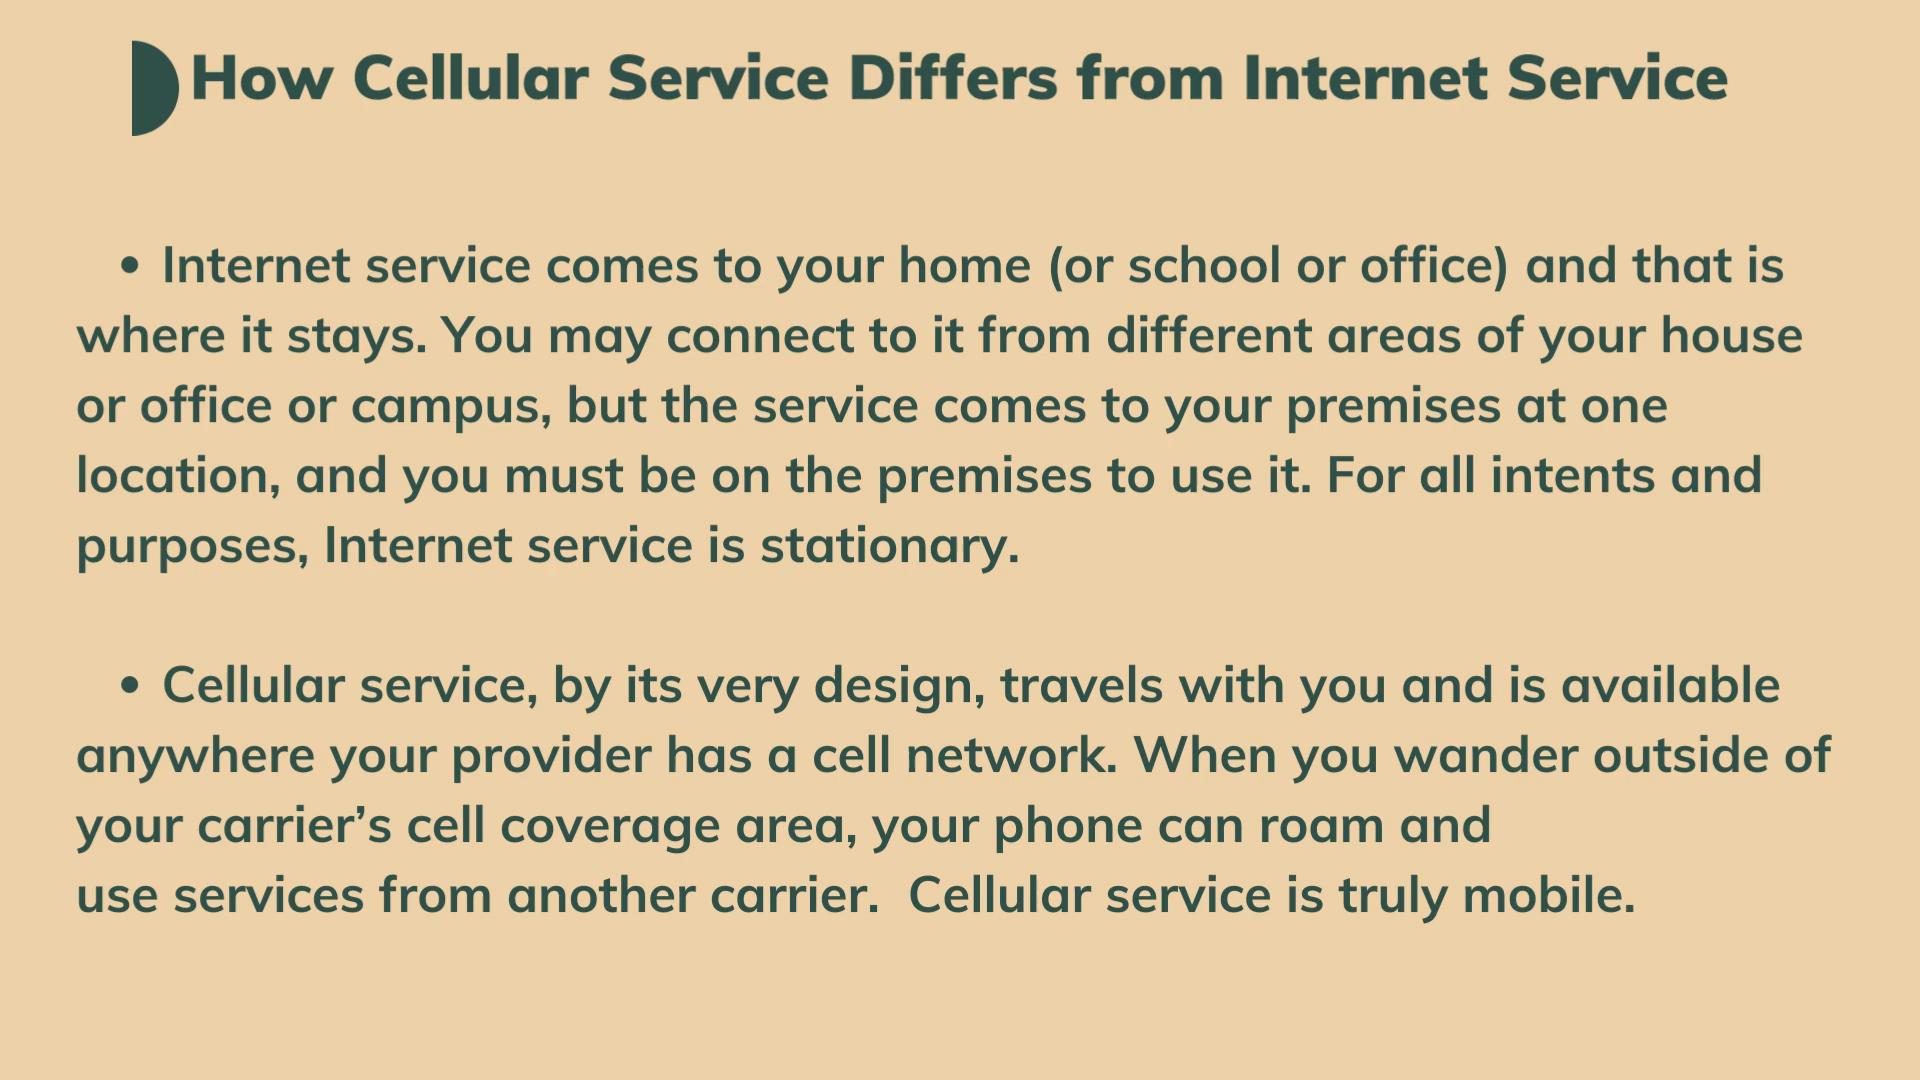 How Cellular Service Differs from Internet Service
• Internet service comes to your home (or school or office) and that is
where it stays. You may connect to it from different areas of your house
or office or campus, but the service comes to your premises at one
location, and you must be on the premises to use it. For all intents and
purposes, Internet service is stationary.
• Cellular service, by its very design, travels with you and is available
anywhere your provider has a cell network. When you wander outside of
your carrier’s cell coverage area, your phone can roam and
use services from another carrier.  Cellular service is truly mobile.